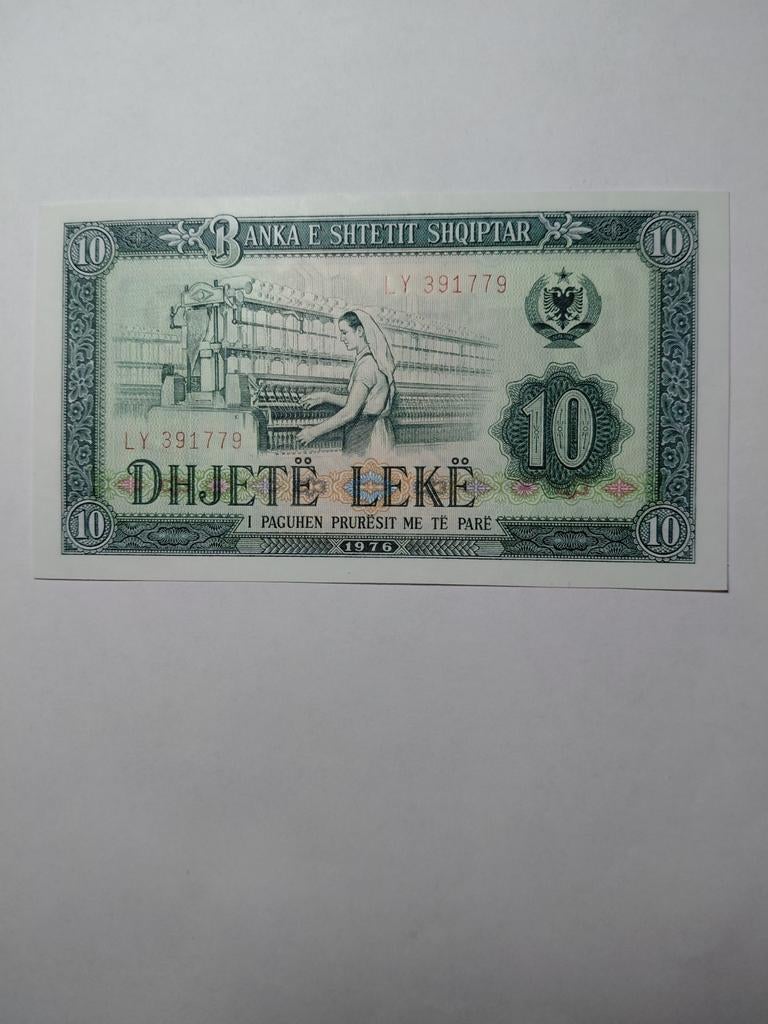 10 BANKA E SHTETIT SHQIPTAR 10
LY 391779
10
LY 391779
DHJETË LEKË
I PAGUHEN PRURËSIT ME TË PARË
10 1976 10